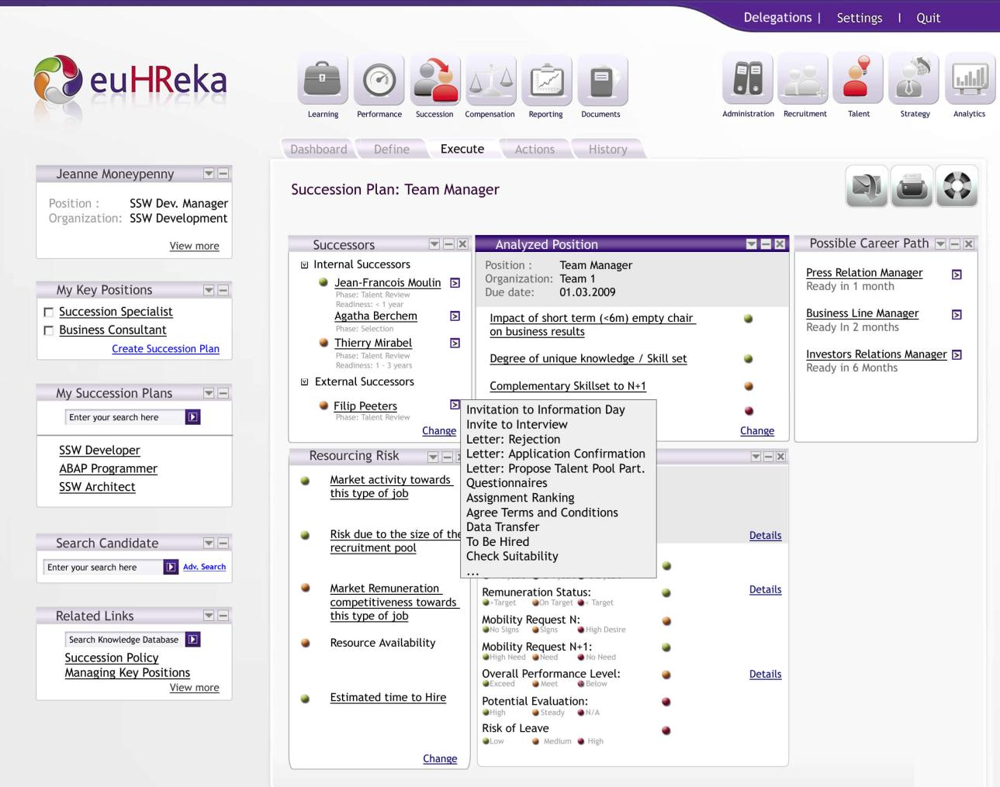 Delegations | Settings I Quit
euHReka
Learning Performance Succession Compensation Reporting Documents
Administration Recruitment Talent Strategy Analytics
Dashboard Define Execute Actions History
Jeanne Moneypenny
Position : SSW Dev. Manager
Organization: SSW Development
View more
My Key Positions
Succession Specialist
Business Consultant
Create Succession Plan
My Succession Plans
Enter your search here
SSW Developer
ABAP Programmer
SSW Architect
Search Candidate
Enter your search here Adv. Search
Related Links
Search Knowledge Database
Succession Policy
Managing Key Positions
View more
Succession Plan: Team Manager
Successors
Internal Successors
Jean-Francois Moulin
Phase: Talent Review
Readiness: < 1 year
Agatha Berchem
Phase: Selection
Thierry Mirabel
Phase: Talent Review
Readiness: 1 - 3 years
External Successors
Filip Peeters
Phase: Talent Review
Change
Analyzed Position
Position : Team Manager
Organization: Team 1
Due date: 01.03.2009
Impact of short term (<6m) empty chair
on business results
Degree of unique knowledge / Skill set
Complementary Skillset to N+1
Change
Possible Career Path
Press Relation Manager
Ready in 1 month
Business Line Manager
Ready In 2 months
Investors Relations Manager
Ready in 6 Months
Invitation to Information Day
Invite to Interview
Letter: Rejection
Letter: Application Confirmation
Letter: Propose Talent Pool Part.
Questionnaires
Assignment Ranking
Agree Terms and Conditions
Data Transfer
To Be Hired
Check Suitability
...
Resourcing Risk
Market activity towards
this type of job
Risk due to the size of the
recruitment pool
Market Remuneration
competitiveness towards
this type of job
Resource Availability
Estimated time to Hire
Change
Details
Remuneration Status: Details
>Target On Target < Target
Mobility Request N:
No Signs Signs High Desire
Mobility Request N+1:
High Need Need No Need
Overall Performance Level: Details
Exceed Meet Below
Potential Evaluation:
High Steady N/A
Risk of Leave
Low Medium High